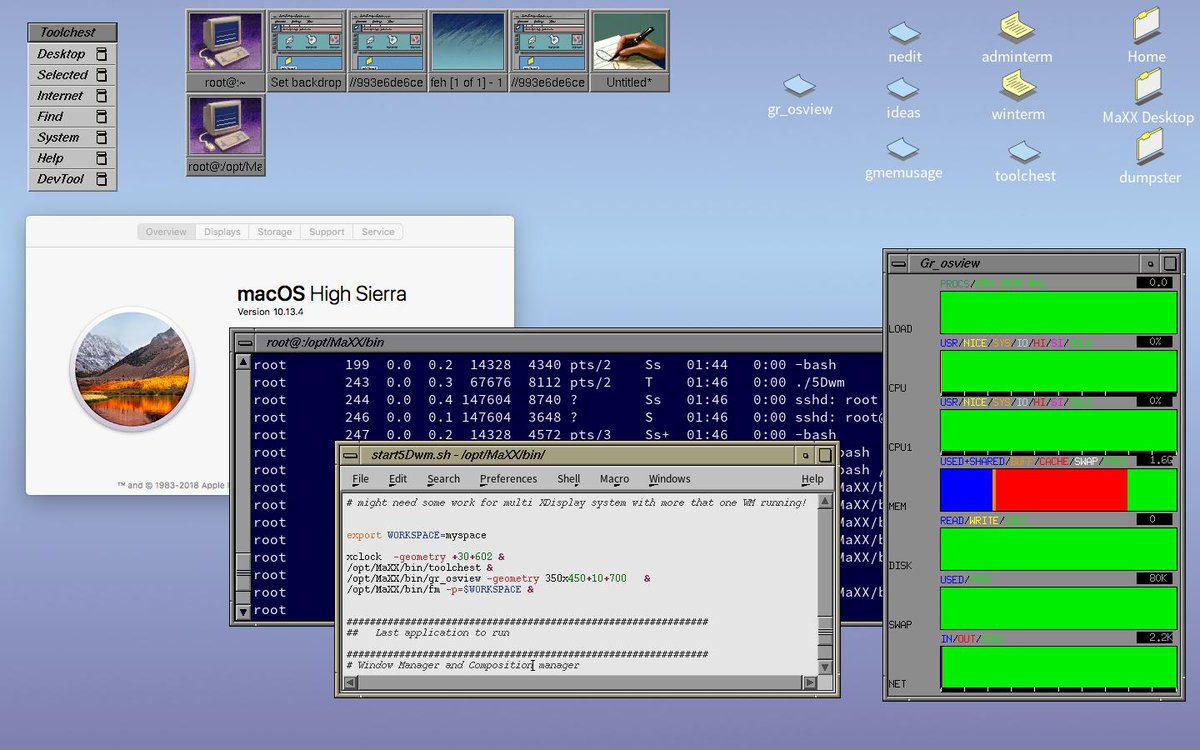 Toolchest
Desktop
Selected
Internet
Find
System
Help
DevTool
root@:~
Set backdrop
//993e6de6ce
feh [1 of 1] - 1
//993e6de6ce
Untitled*
root@:/opt/Ma
nedit
adminterm
Home
gr_osview
ideas
winterm
MaXX Desktop
gmemusage
toolchest
dumpster
Overview
Displays
Storage
Support
Service
macOS High Sierra
Version 10.13.4
™ and © 1983-2018 Apple
root@:/opt/MaXX/bin
root 199 0.0 0.2 14328 4340 pts/2 Ss 01:44 0:00 -bash
root 243 0.0 0.3 67676 8112 pts/2 T 01:46 0:00 ./5Dwm
root 244 0.0 0.4 147604 8740 ? Ss 01:46 0:00 sshd: root
root 246 0.0 0.1 147604 3648 ? S 01:46 0:00 sshd: root@
root 247 0.0 0.2 14328 4572 pts/3 Ss+ 01:46 0:00 -bash
root
root
root
root
root
root
root
root
root
root
start5Dwm.sh - /opt/MaXX/bin/
File Edit Search Preferences Shell Macro Windows Help
# might need some work for multi XDisplay system with more that one WM running!
export WORKSPACE=myspace
xclock -geometry +30+602 &
/opt/MaXX/bin/toolchest &
/opt/MaXX/bin/gr_osview -geometry 350x450+10+700 &
/opt/MaXX/bin/fm -p=$WORKSPACE &
################################################################
## Last application to run
################################################################
# Window Manager and Composition manager
Gr_osview
PROCS/
0.0
LOAD
USR/NICE/SYS/IO/HI/SI/
0%
CPU
USR/NICE/SYS/IO/HI/SI/
0%
CPU1
USED+SHARED/BUFF/CACHE/SWAP/
1.6G
MEM
READ/WRITE/
0
DISK
USED/
80K
SWAP
IN/OUT/
2.2K
NET